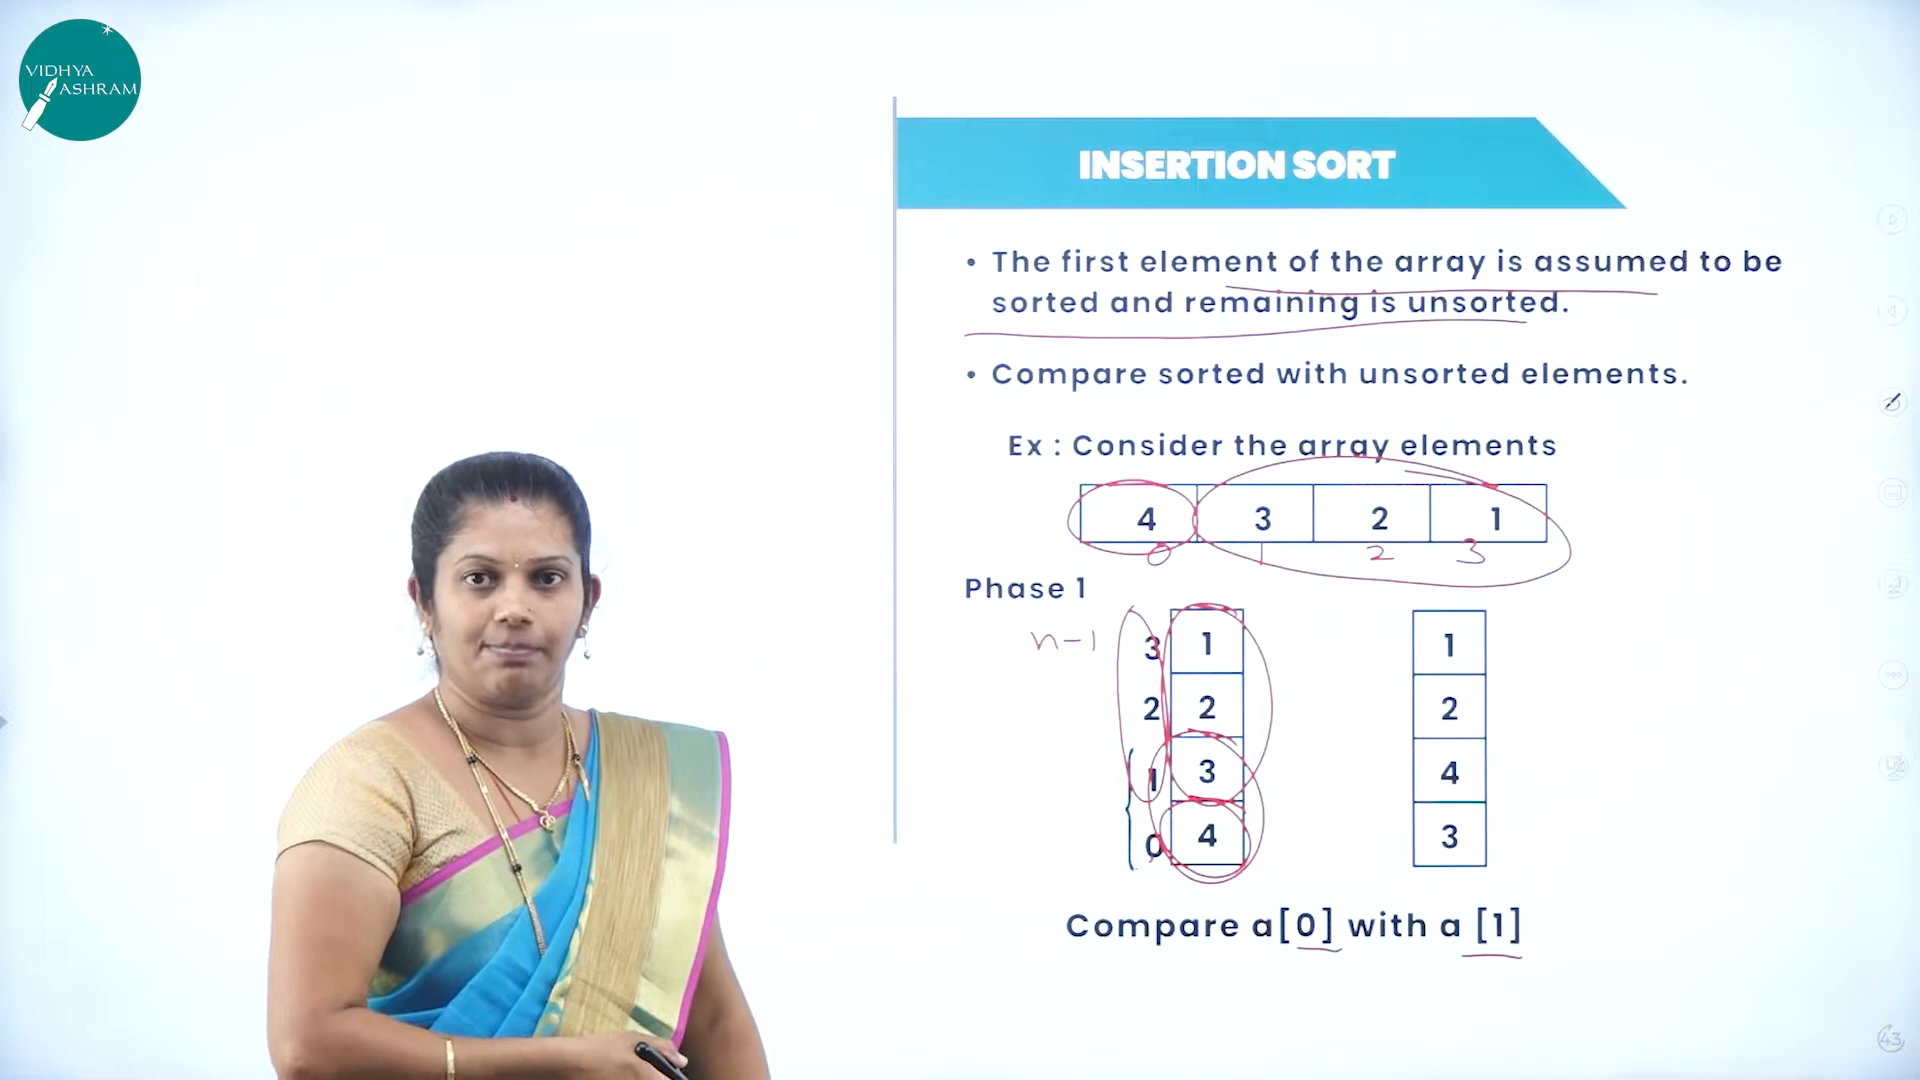 VIDHYA
ASHRAM
INSERTION SORT
• The first element of the array is assumed to be
sorted and remaining is unsorted.
• Compare sorted with unsorted elements.
Ex : Consider the array elements
4 3 2 1
0 1 2 3
Phase 1
n-1
3 1 1
2 2 2
1 3 4
0 4 3
Compare a[0] with a [1]
43